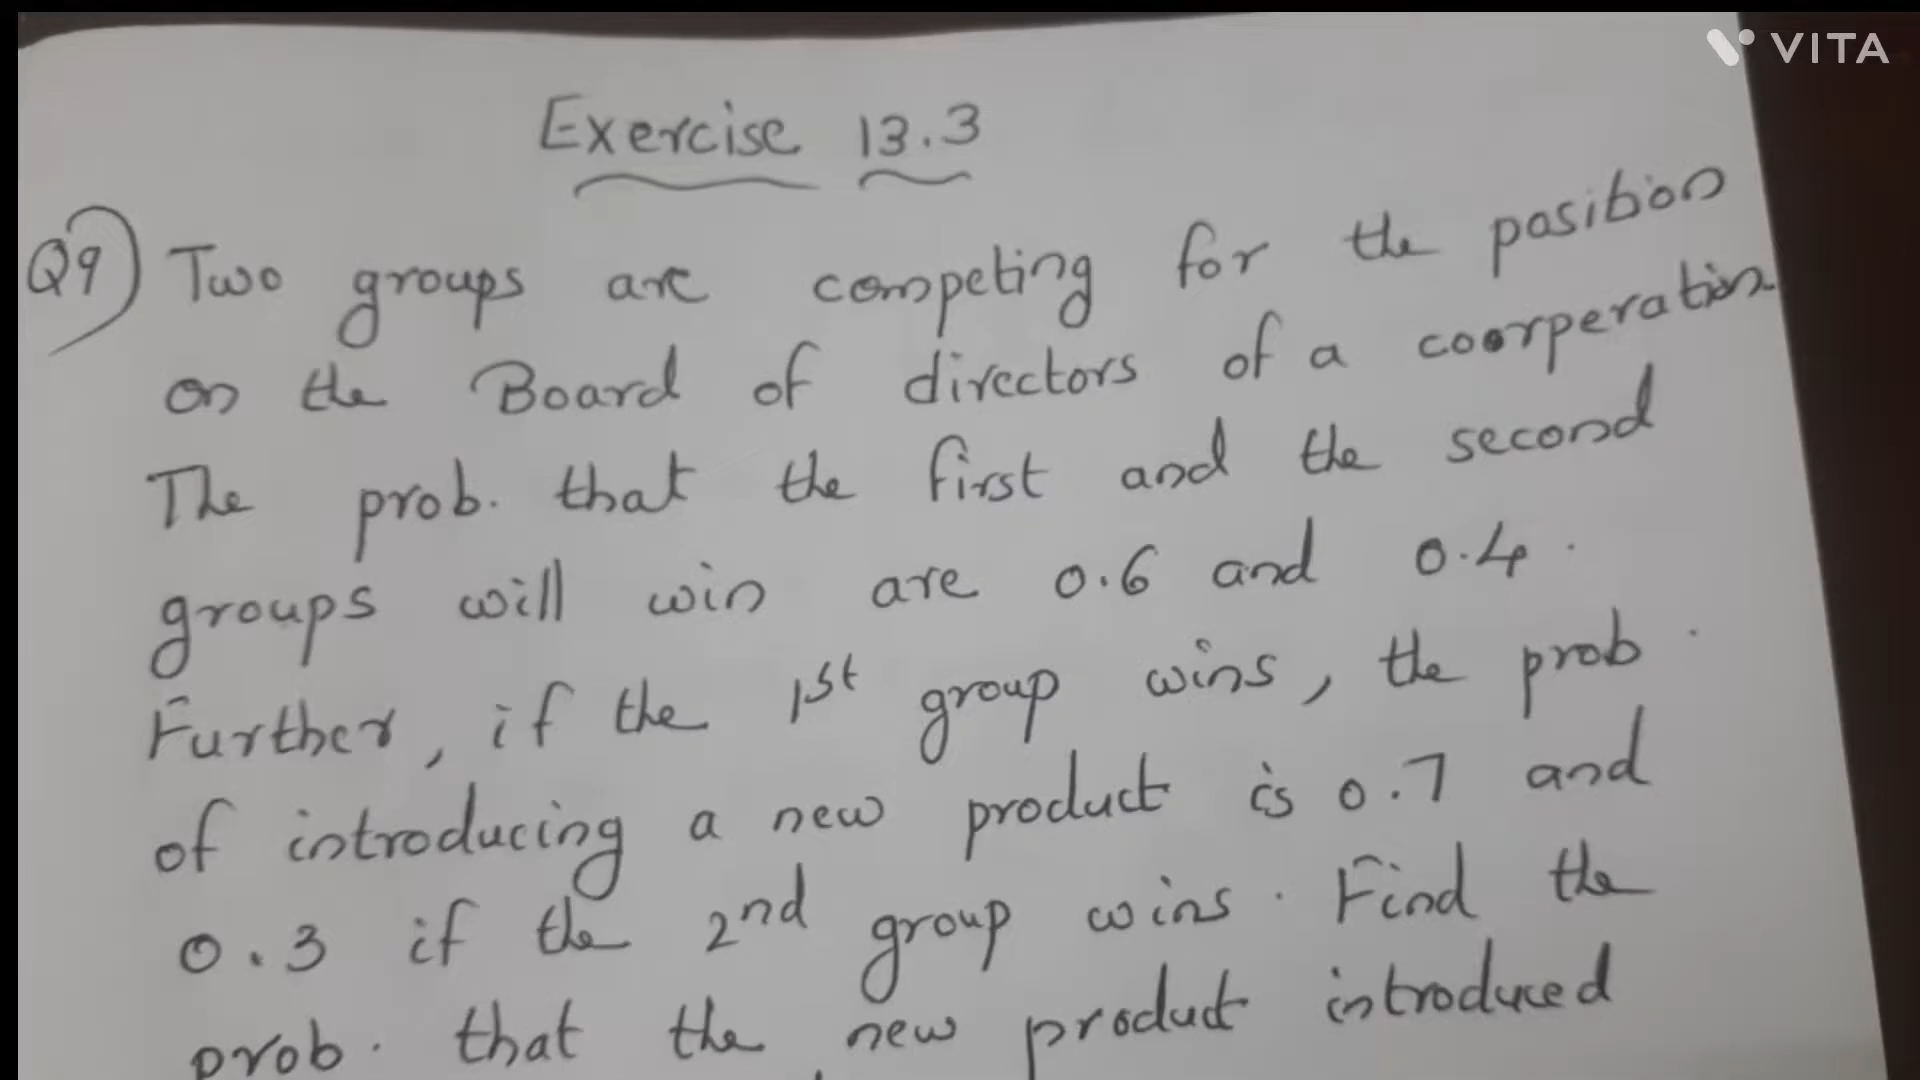 VITA
Exercise 13.3
Q9) Two groups are competing for the position
on the Board of directors of a coorperation
The prob. that the first and the second
groups will win are 0.6 and 0.4.
Further, if the 1st group wins, the prob.
of introducing a new product is 0.7 and
0.3 if the 2nd group wins. Find the
prob. that the new product introduced